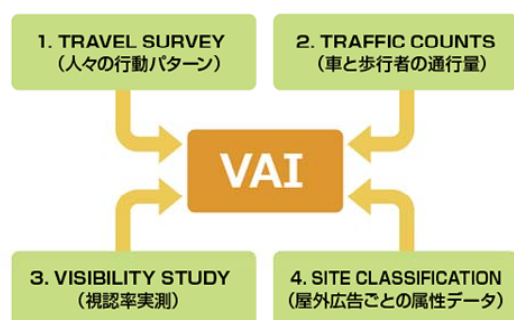 1. TRAVEL SURVEY
（人々の行動パターン）
2. TRAFFIC COUNTS
（車と歩行者の通行量）
VAI
3. VISIBILITY STUDY
（視認率実測）
4. SITE CLASSIFICATION
（屋外広告ごとの属性データ）